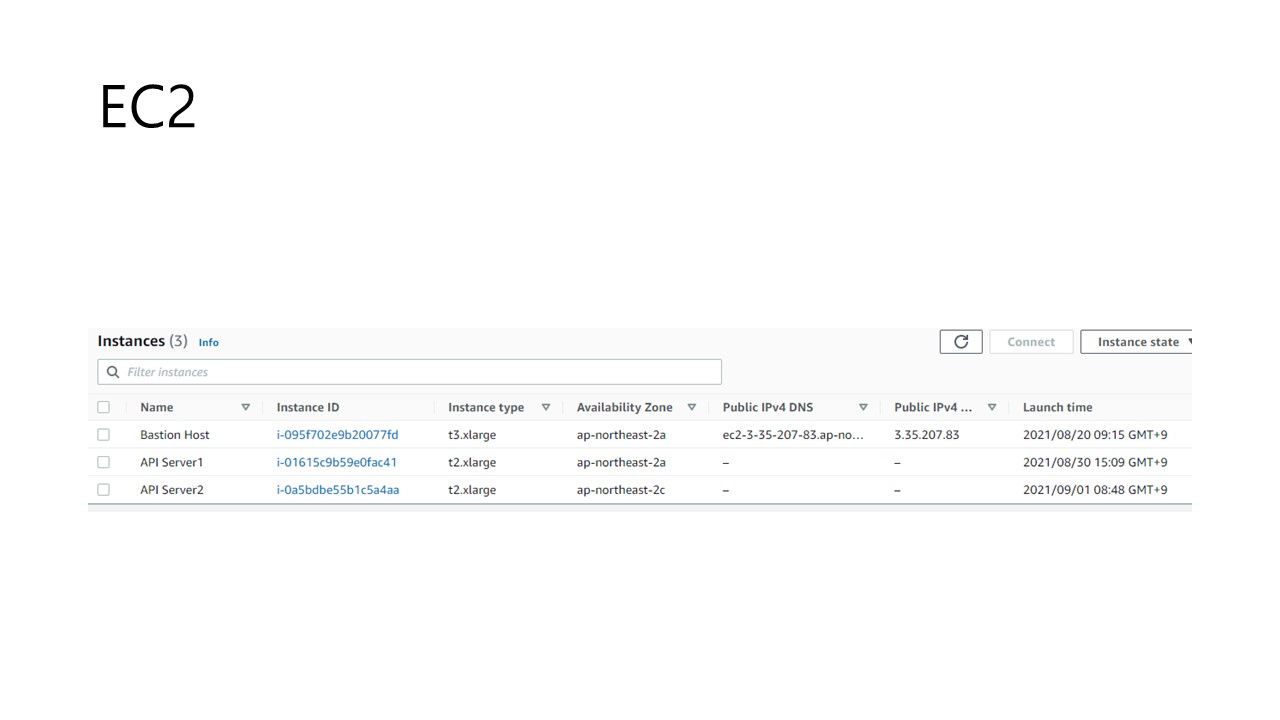 EC2
Instances (3) Info
Connect
Instance state
Filter instances
Name Instance ID Instance type Availability Zone Public IPv4 DNS Public IPv4 ... Launch time
Bastion Host i-095f702e9b20077fd t3.xlarge ap-northeast-2a ec2-3-35-207-83.ap-no... 3.35.207.83 2021/08/20 09:15 GMT+9
API Server1 i-01615c9b59e0fac41 t2.xlarge ap-northeast-2a – – 2021/08/30 15:09 GMT+9
API Server2 i-0a5bdbe55b1c5a4aa t2.xlarge ap-northeast-2c – – 2021/09/01 08:48 GMT+9